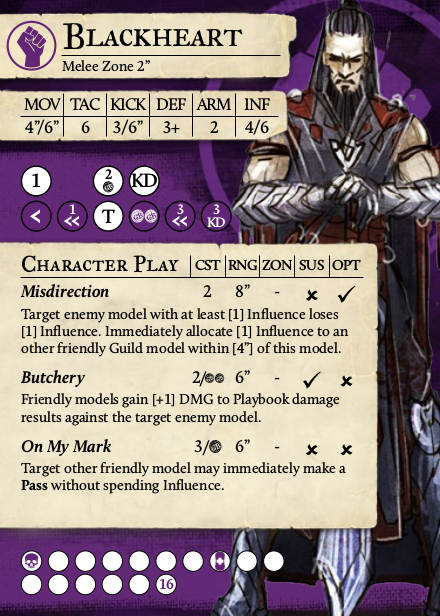 Blackheart
Melee Zone 2”
MOV TAC KICK DEF ARM INF
4”/6” 6 3/6” 3+ 2 4/6
1 2 KD
< 1 << T 3 << 3 KD
Character Play CST RNG ZON SUS OPT
Misdirection 2 8” - ✘ ✓
Target enemy model with at least [1] Influence loses
[1] Influence. Immediately allocate [1] Influence to an
other friendly Guild model within [4”] of this model.
Butchery 2/ 6” - ✓ ✘
Friendly models gain [+1] DMG to Playbook damage
results against the target enemy model.
On My Mark 3/ 6” - ✘ ✘
Target other friendly model may immediately make a
Pass without spending Influence.
16